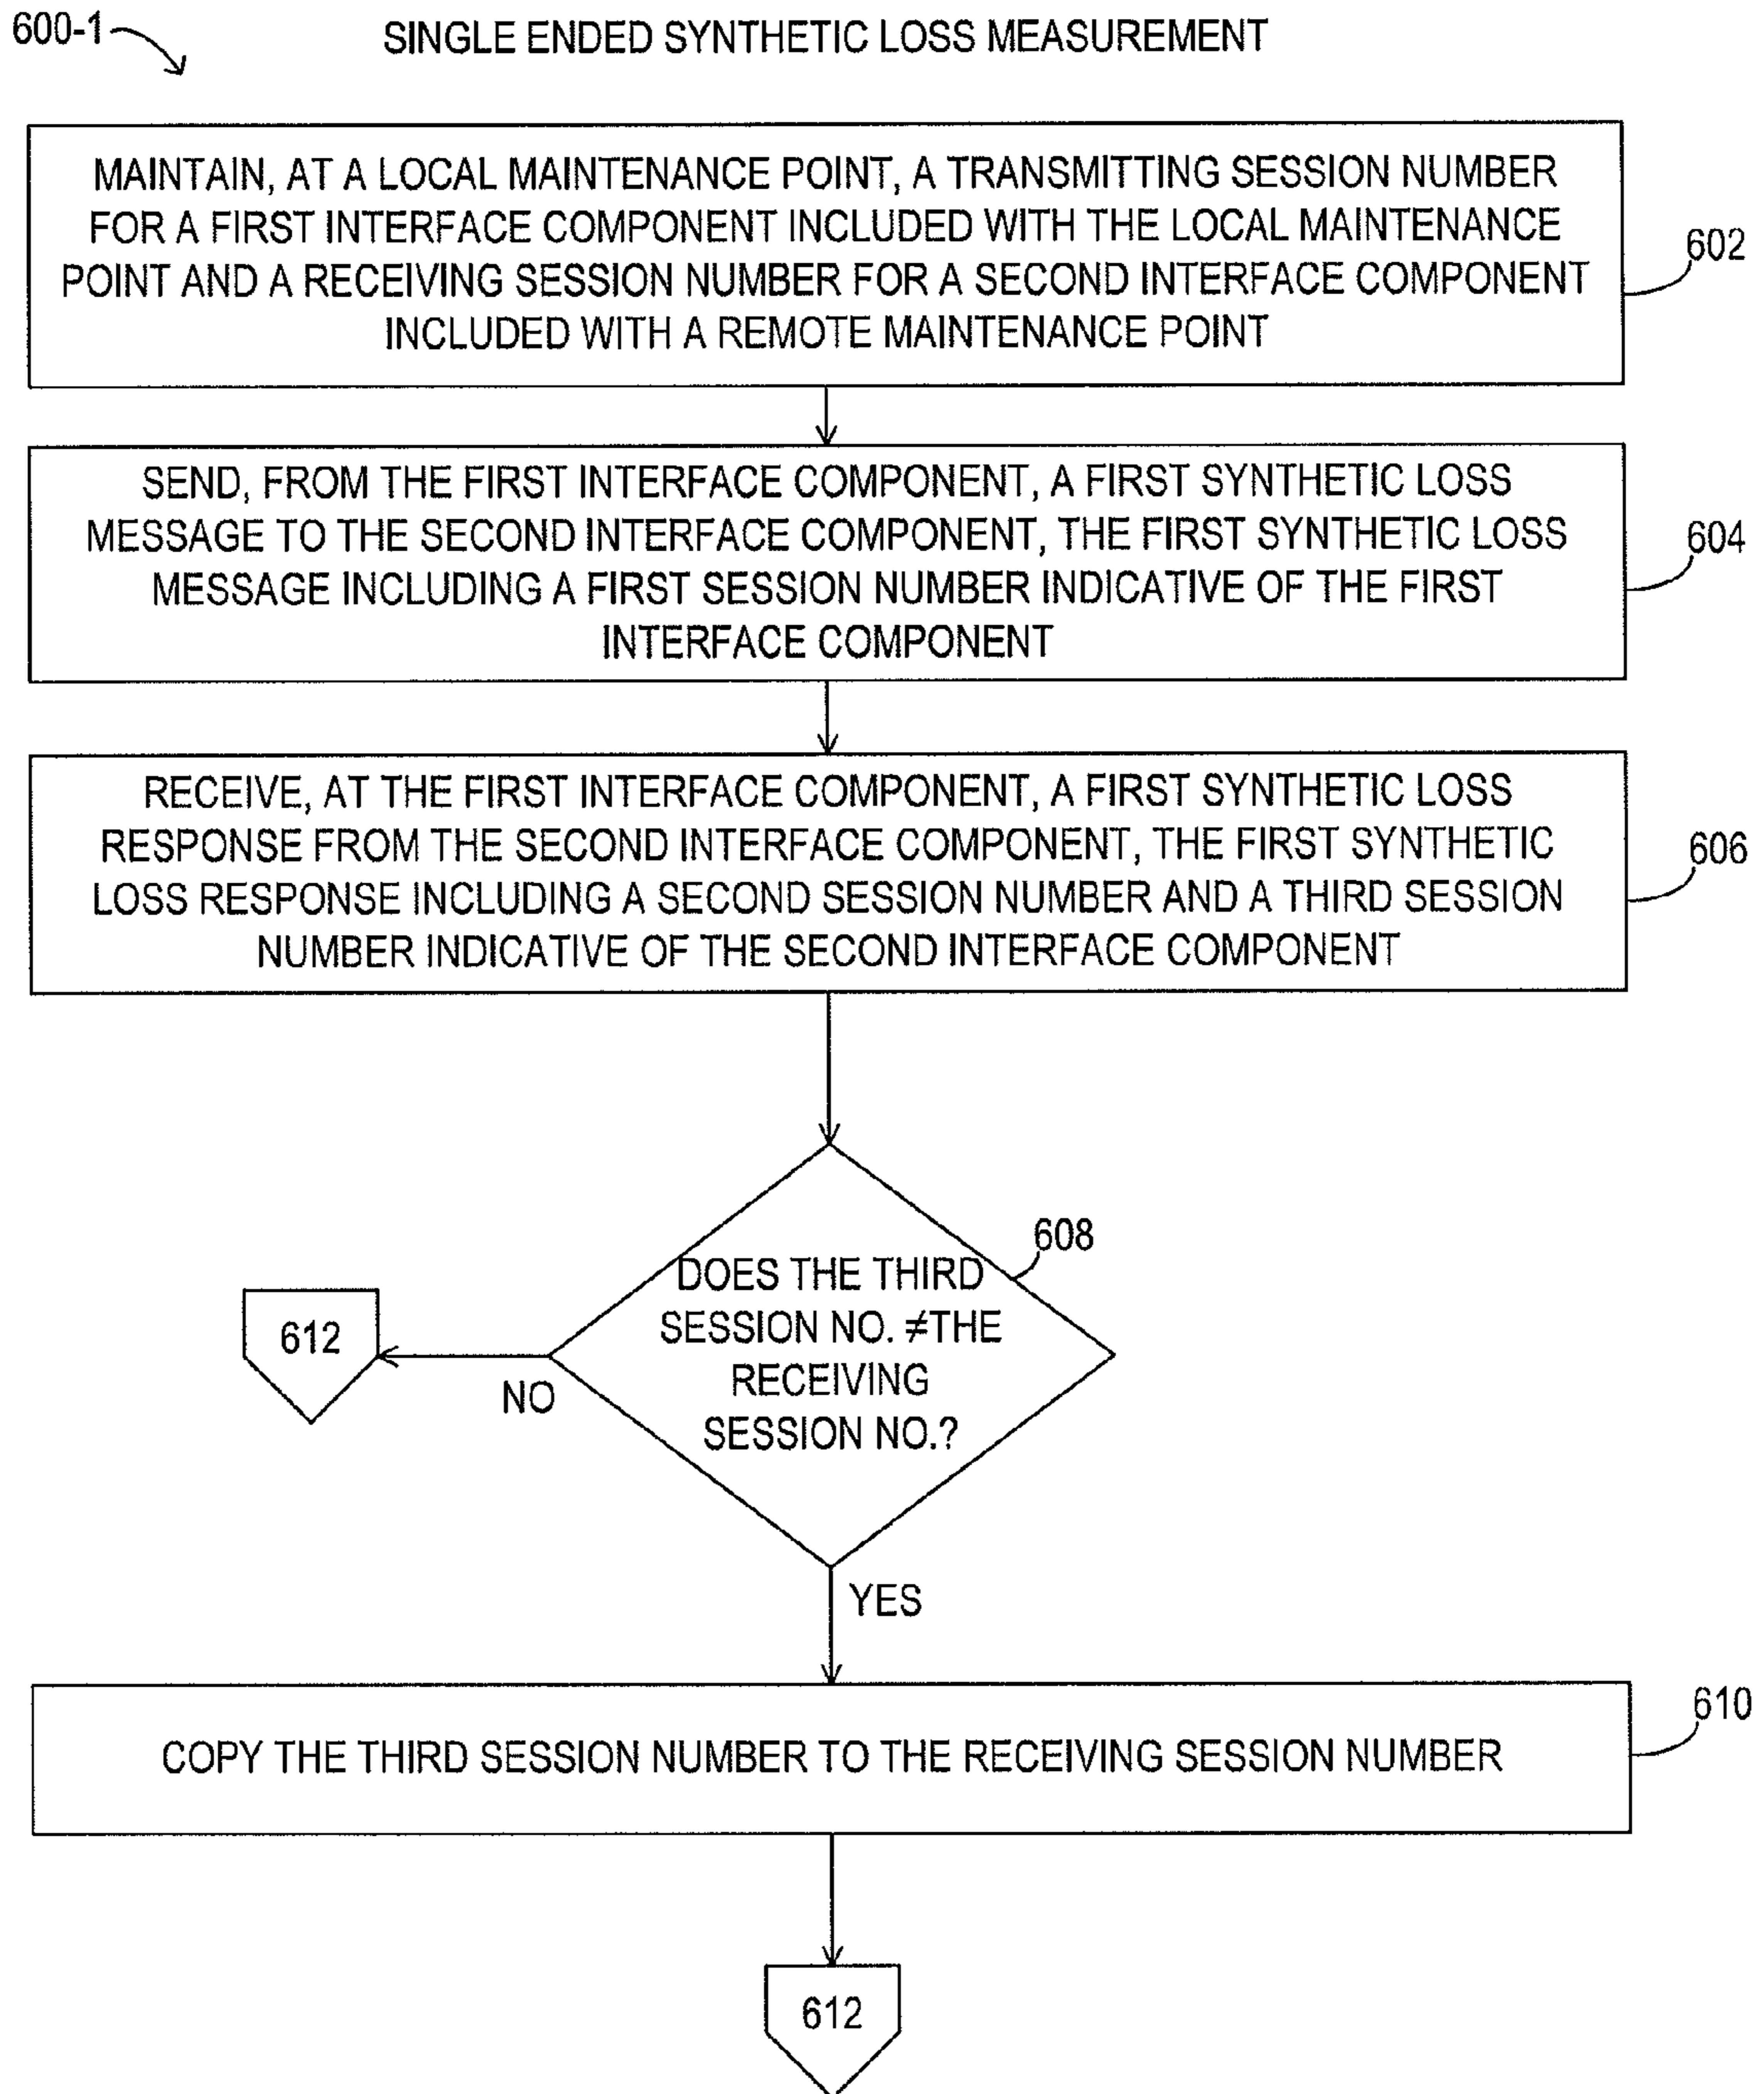 600-1
SINGLE ENDED SYNTHETIC LOSS MEASUREMENT
MAINTAIN, AT A LOCAL MAINTENANCE POINT, A TRANSMITTING SESSION NUMBER
FOR A FIRST INTERFACE COMPONENT INCLUDED WITH THE LOCAL MAINTENANCE
POINT AND A RECEIVING SESSION NUMBER FOR A SECOND INTERFACE COMPONENT
INCLUDED WITH A REMOTE MAINTENANCE POINT
602
SEND, FROM THE FIRST INTERFACE COMPONENT, A FIRST SYNTHETIC LOSS
MESSAGE TO THE SECOND INTERFACE COMPONENT, THE FIRST SYNTHETIC LOSS
MESSAGE INCLUDING A FIRST SESSION NUMBER INDICATIVE OF THE FIRST
INTERFACE COMPONENT
604
RECEIVE, AT THE FIRST INTERFACE COMPONENT, A FIRST SYNTHETIC LOSS
RESPONSE FROM THE SECOND INTERFACE COMPONENT, THE FIRST SYNTHETIC
LOSS RESPONSE INCLUDING A SECOND SESSION NUMBER AND A THIRD SESSION
NUMBER INDICATIVE OF THE SECOND INTERFACE COMPONENT
606
608
DOES THE THIRD
SESSION NO. ≠THE
RECEIVING
SESSION NO.?
612
NO
YES
610
COPY THE THIRD SESSION NUMBER TO THE RECEIVING SESSION NUMBER
612